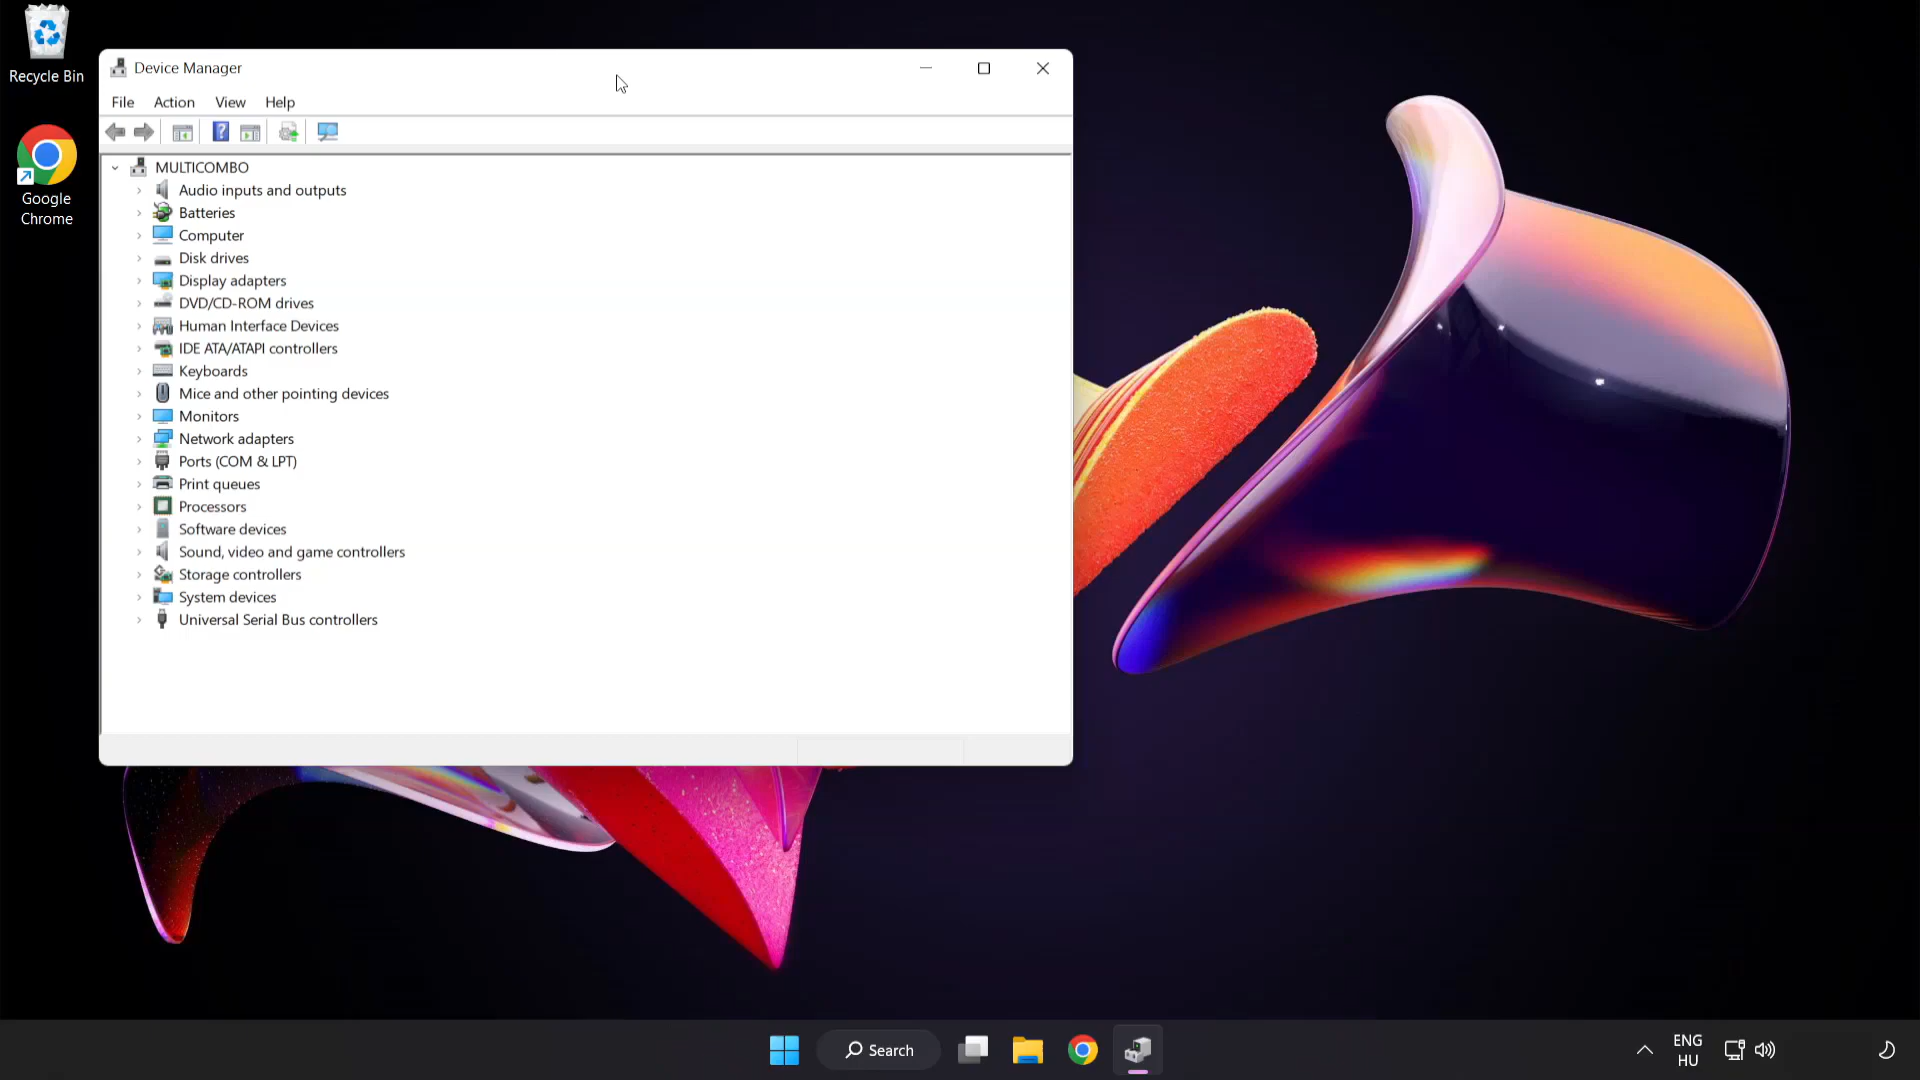 Recycle Bin
Google
Chrome
Device Manager
File Action View Help
?
MULTICOMBO
Audio inputs and outputs
Batteries
Computer
Disk drives
Display adapters
DVD/CD-ROM drives
Human Interface Devices
IDE ATA/ATAPI controllers
Keyboards
Mice and other pointing devices
Monitors
Network adapters
Ports (COM & LPT)
Print queues
Processors
Software devices
Sound, video and game controllers
Storage controllers
System devices
Universal Serial Bus controllers
Search
ENG
HU